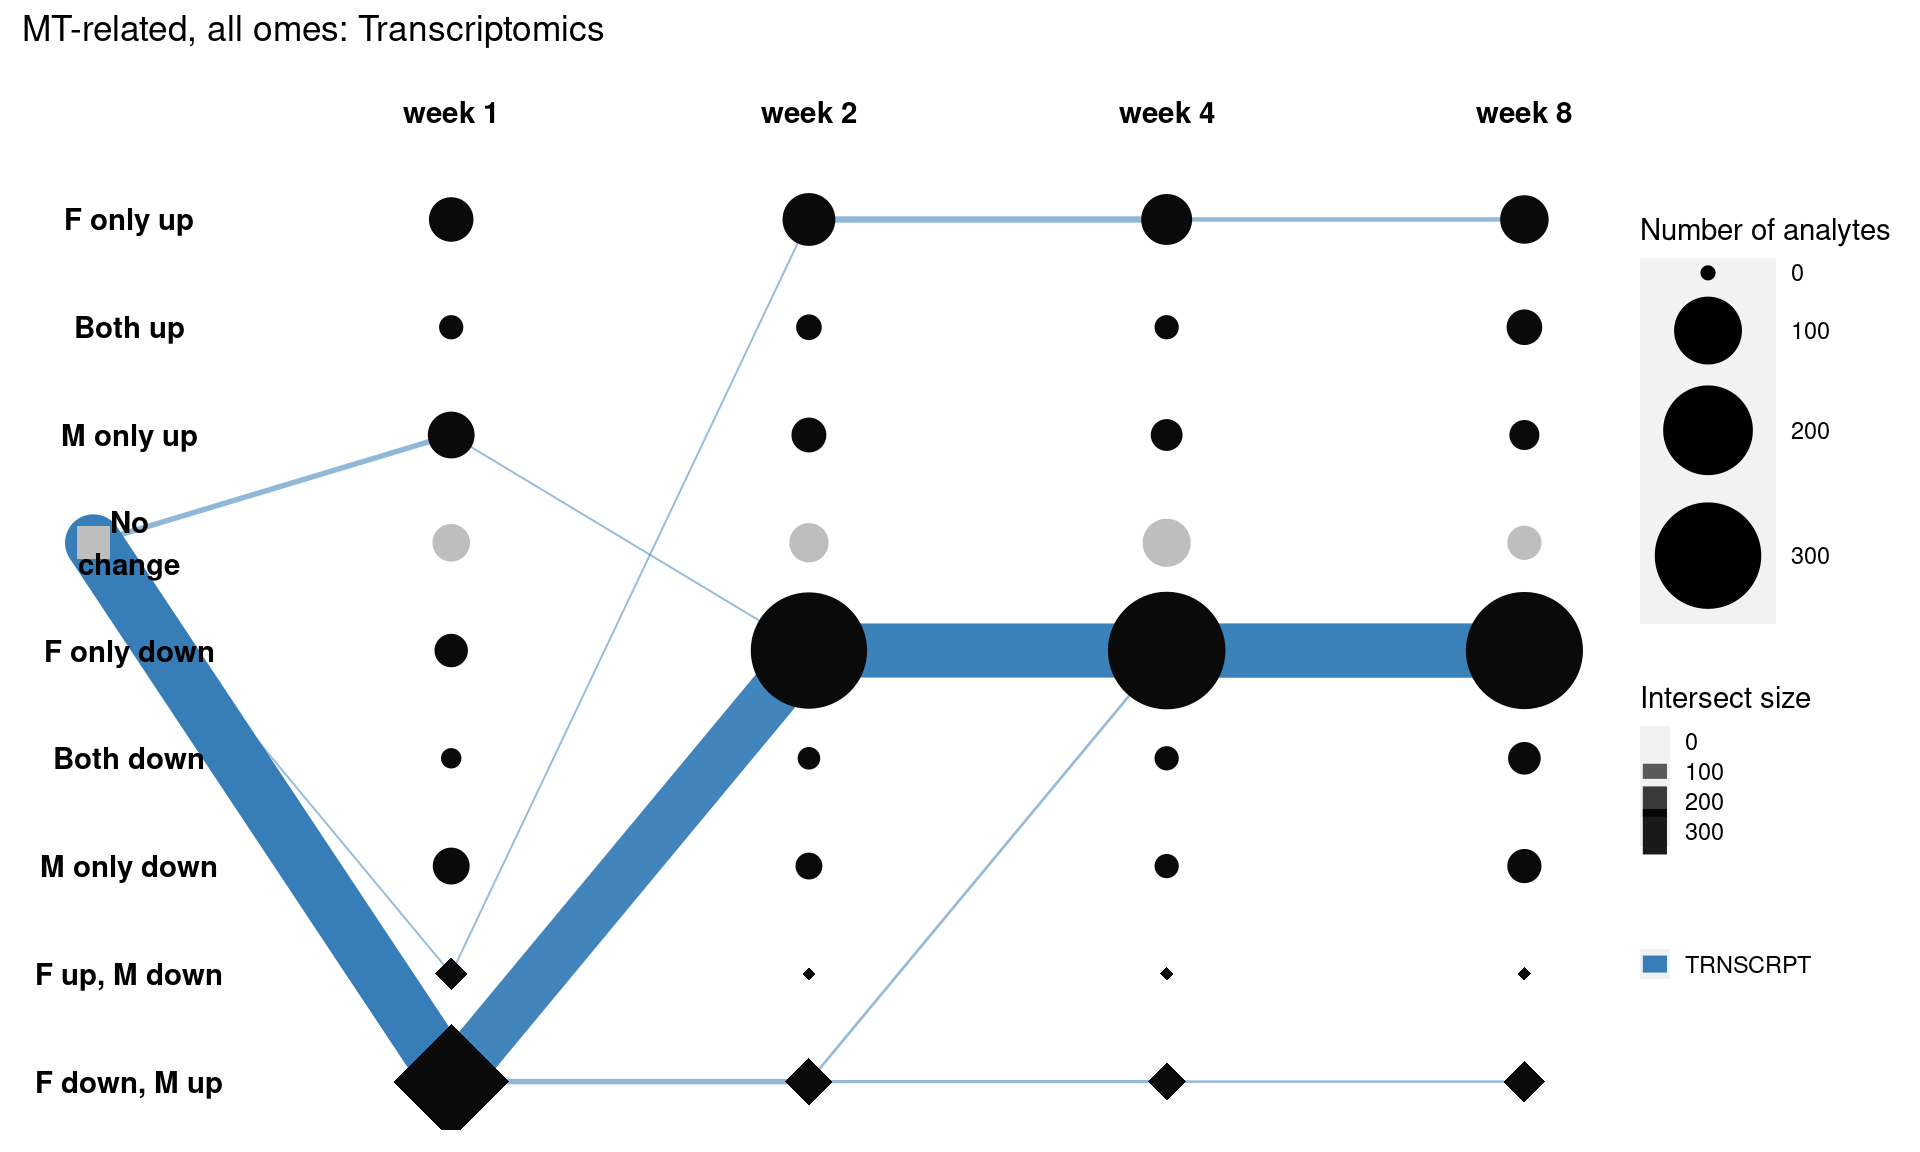 MT-related, all omes: Transcriptomics
week 1
week 2
week 4
week 8
F only up
Both up
M only up
No
change
F only down
Both down
M only down
F up, M down
F down, M up
Number of analytes
0
100
200
300
Intersect size
0
100
200
300
TRNSCRPT